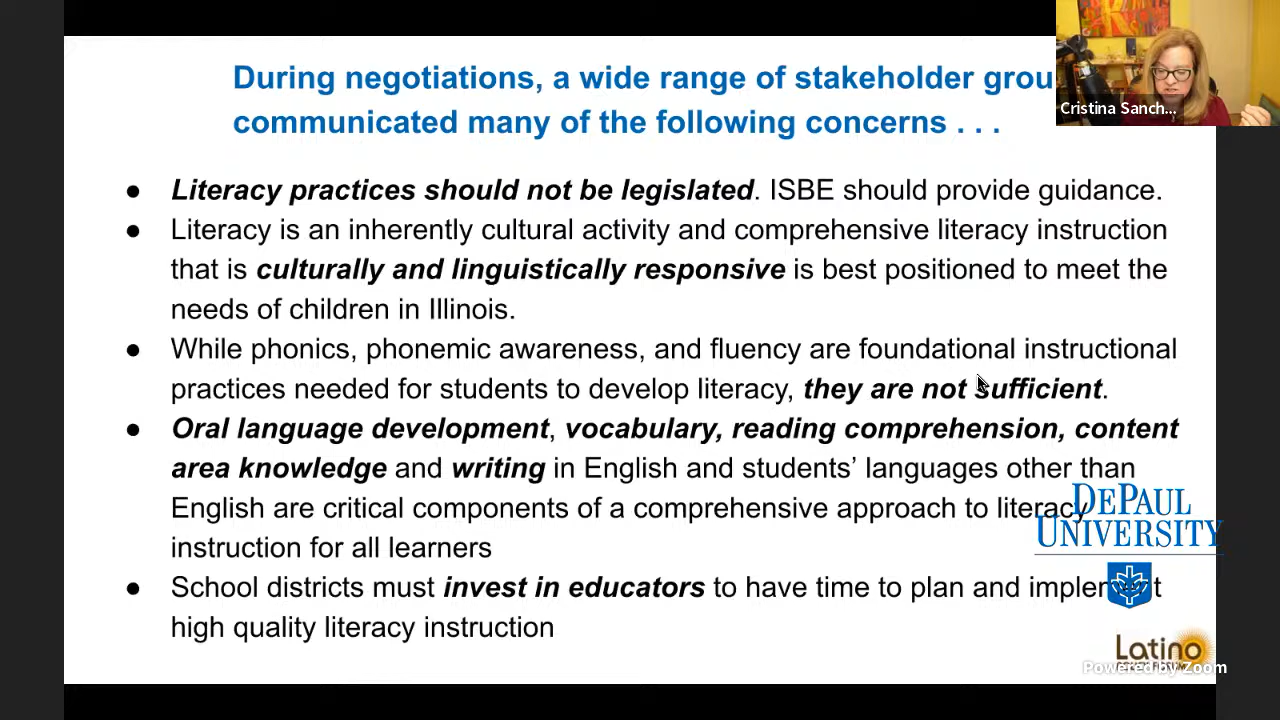 During negotiations, a wide range of stakeholder grou
communicated many of the following concerns . . .
Cristina Sanch...
● Literacy practices should not be legislated. ISBE should provide guidance.
● Literacy is an inherently cultural activity and comprehensive literacy instruction
that is culturally and linguistically responsive is best positioned to meet the
needs of children in Illinois.
● While phonics, phonemic awareness, and fluency are foundational instructional
practices needed for students to develop literacy, they are not sufficient.
● Oral language development, vocabulary, reading comprehension, content
area knowledge and writing in English and students’ languages other than
English are critical components of a comprehensive approach to literacy
instruction for all learners
● School districts must invest in educators to have time to plan and implement
high quality literacy instruction
DEPAUL
UNIVERSITY
Latino
Powered by Zoom